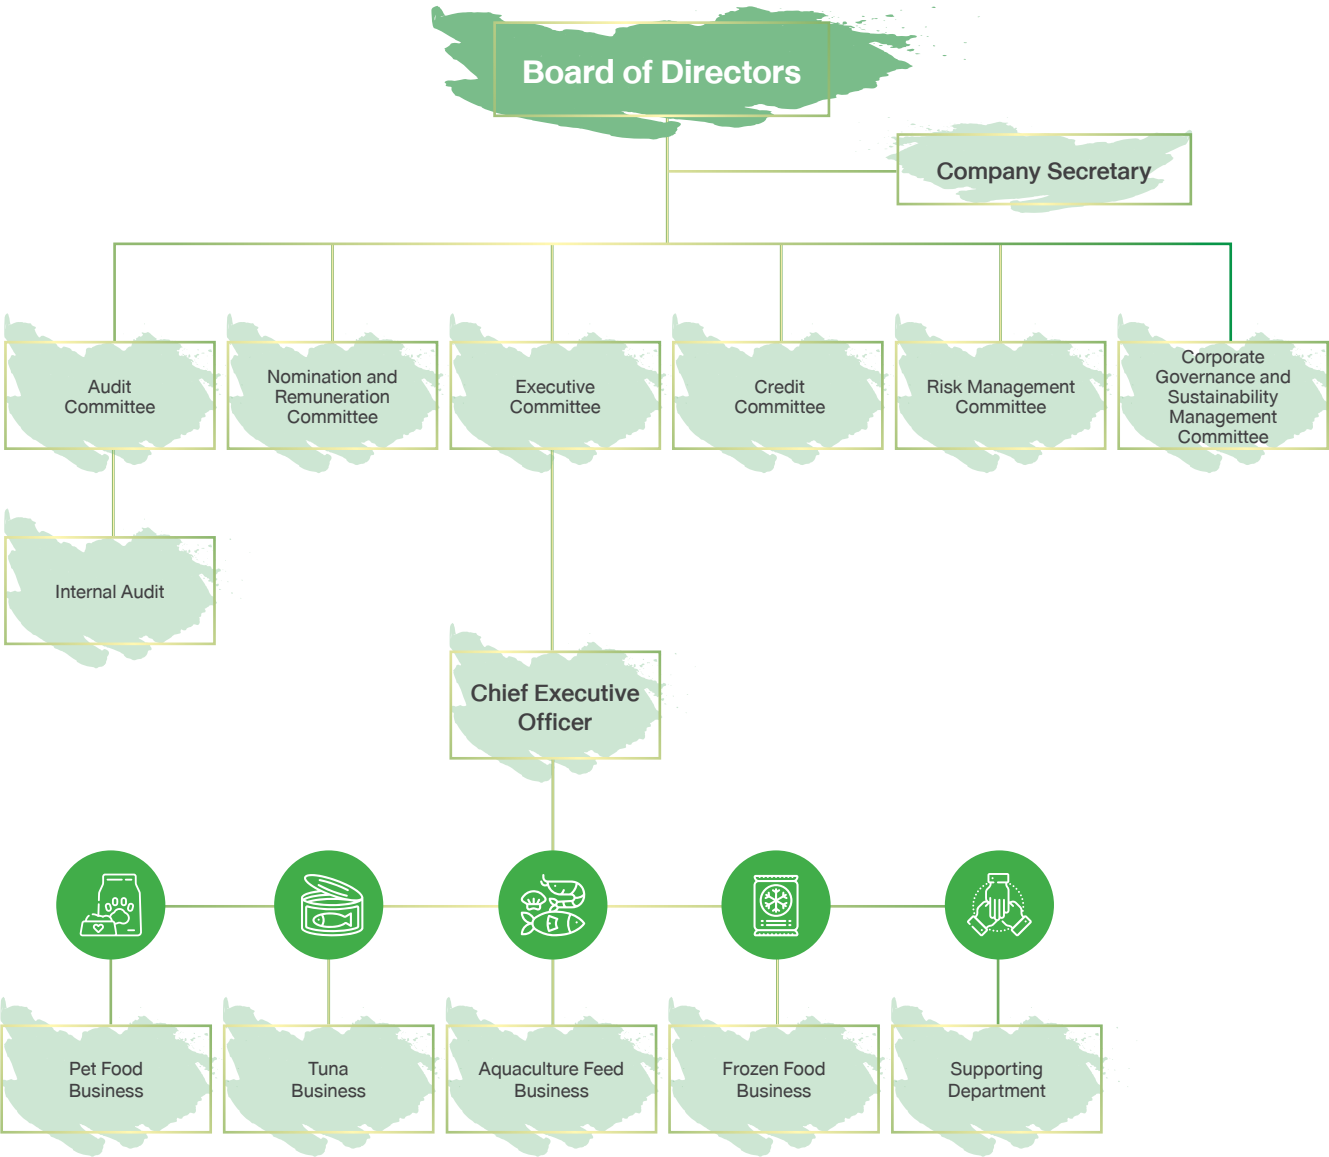 Board of Directors
Company Secretary
Audit
Committee
Nomination and
Remuneration
Committee
Executive
Committee
Credit
Committee
Risk Management
Committee
Corporate
Governance and
Sustainability
Management
Committee
Internal Audit
Chief Executive
Officer
Pet Food
Business
Tuna
Business
Aquaculture Feed
Business
Frozen Food
Business
Supporting
Department